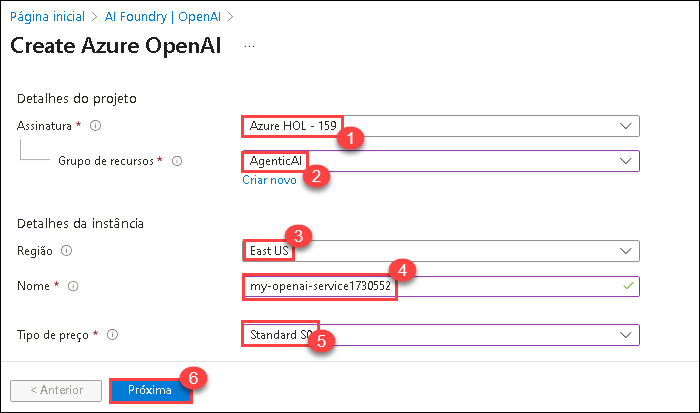 Página inicial > AI Foundry | OpenAI >
Create Azure OpenAI ...
Detalhes do projeto
Assinatura * Azure HOL - 159
1
Grupo de recursos * AgenticAI
2
Criar novo
Detalhes da instância
3
Região East US
4
Nome * my-openai-service1730552
Tipo de preço * Standard S0
5
6
< Anterior Próxima